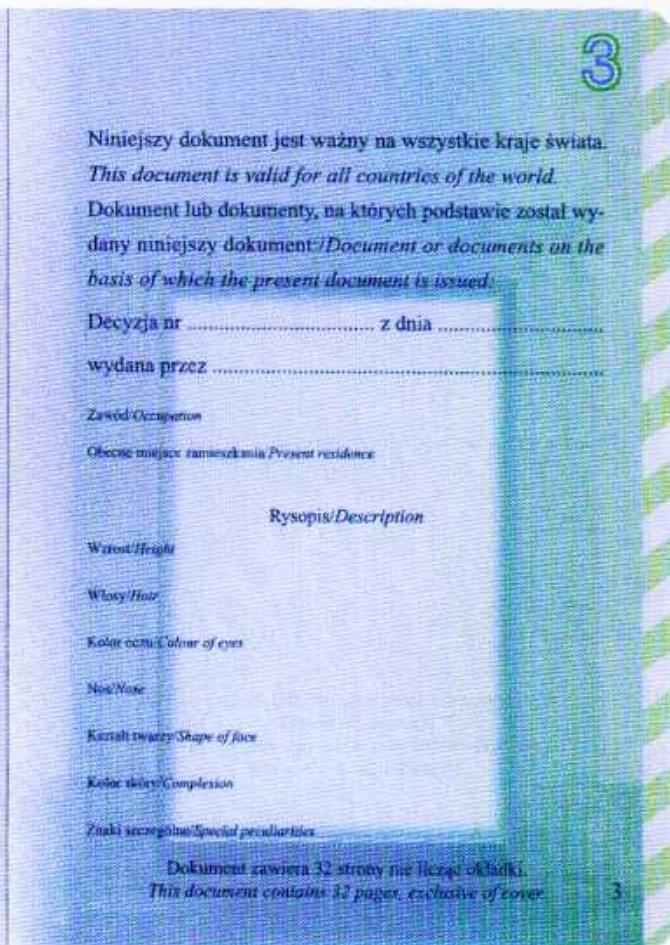 3
Niniejszy dokument jest ważny na wszystkie kraje świata.
This document is valid for all countries of the world.
Dokument lub dokumenty, na których podstawie został wy-
dany niniejszy dokument:/Document or documents on the
basis of which the present document is issued:
Decyzja nr ................................ z dnia ............................
wydana przez ...................................................................
Zawód/Occupation
Obecne miejsce zamieszkania/Present residence
Rysopis/Description
Wzrost/Height
Włosy/Hair
Kolor oczu/Colour of eyes
Nos/Nose
Kształt twarzy/Shape of face
Kolor skóry/Complexion
Znaki szczególne/Special peculiarities
Dokument zawiera 32 strony nie licząc okładki.
This document contains 32 pages, exclusive of cover.
3